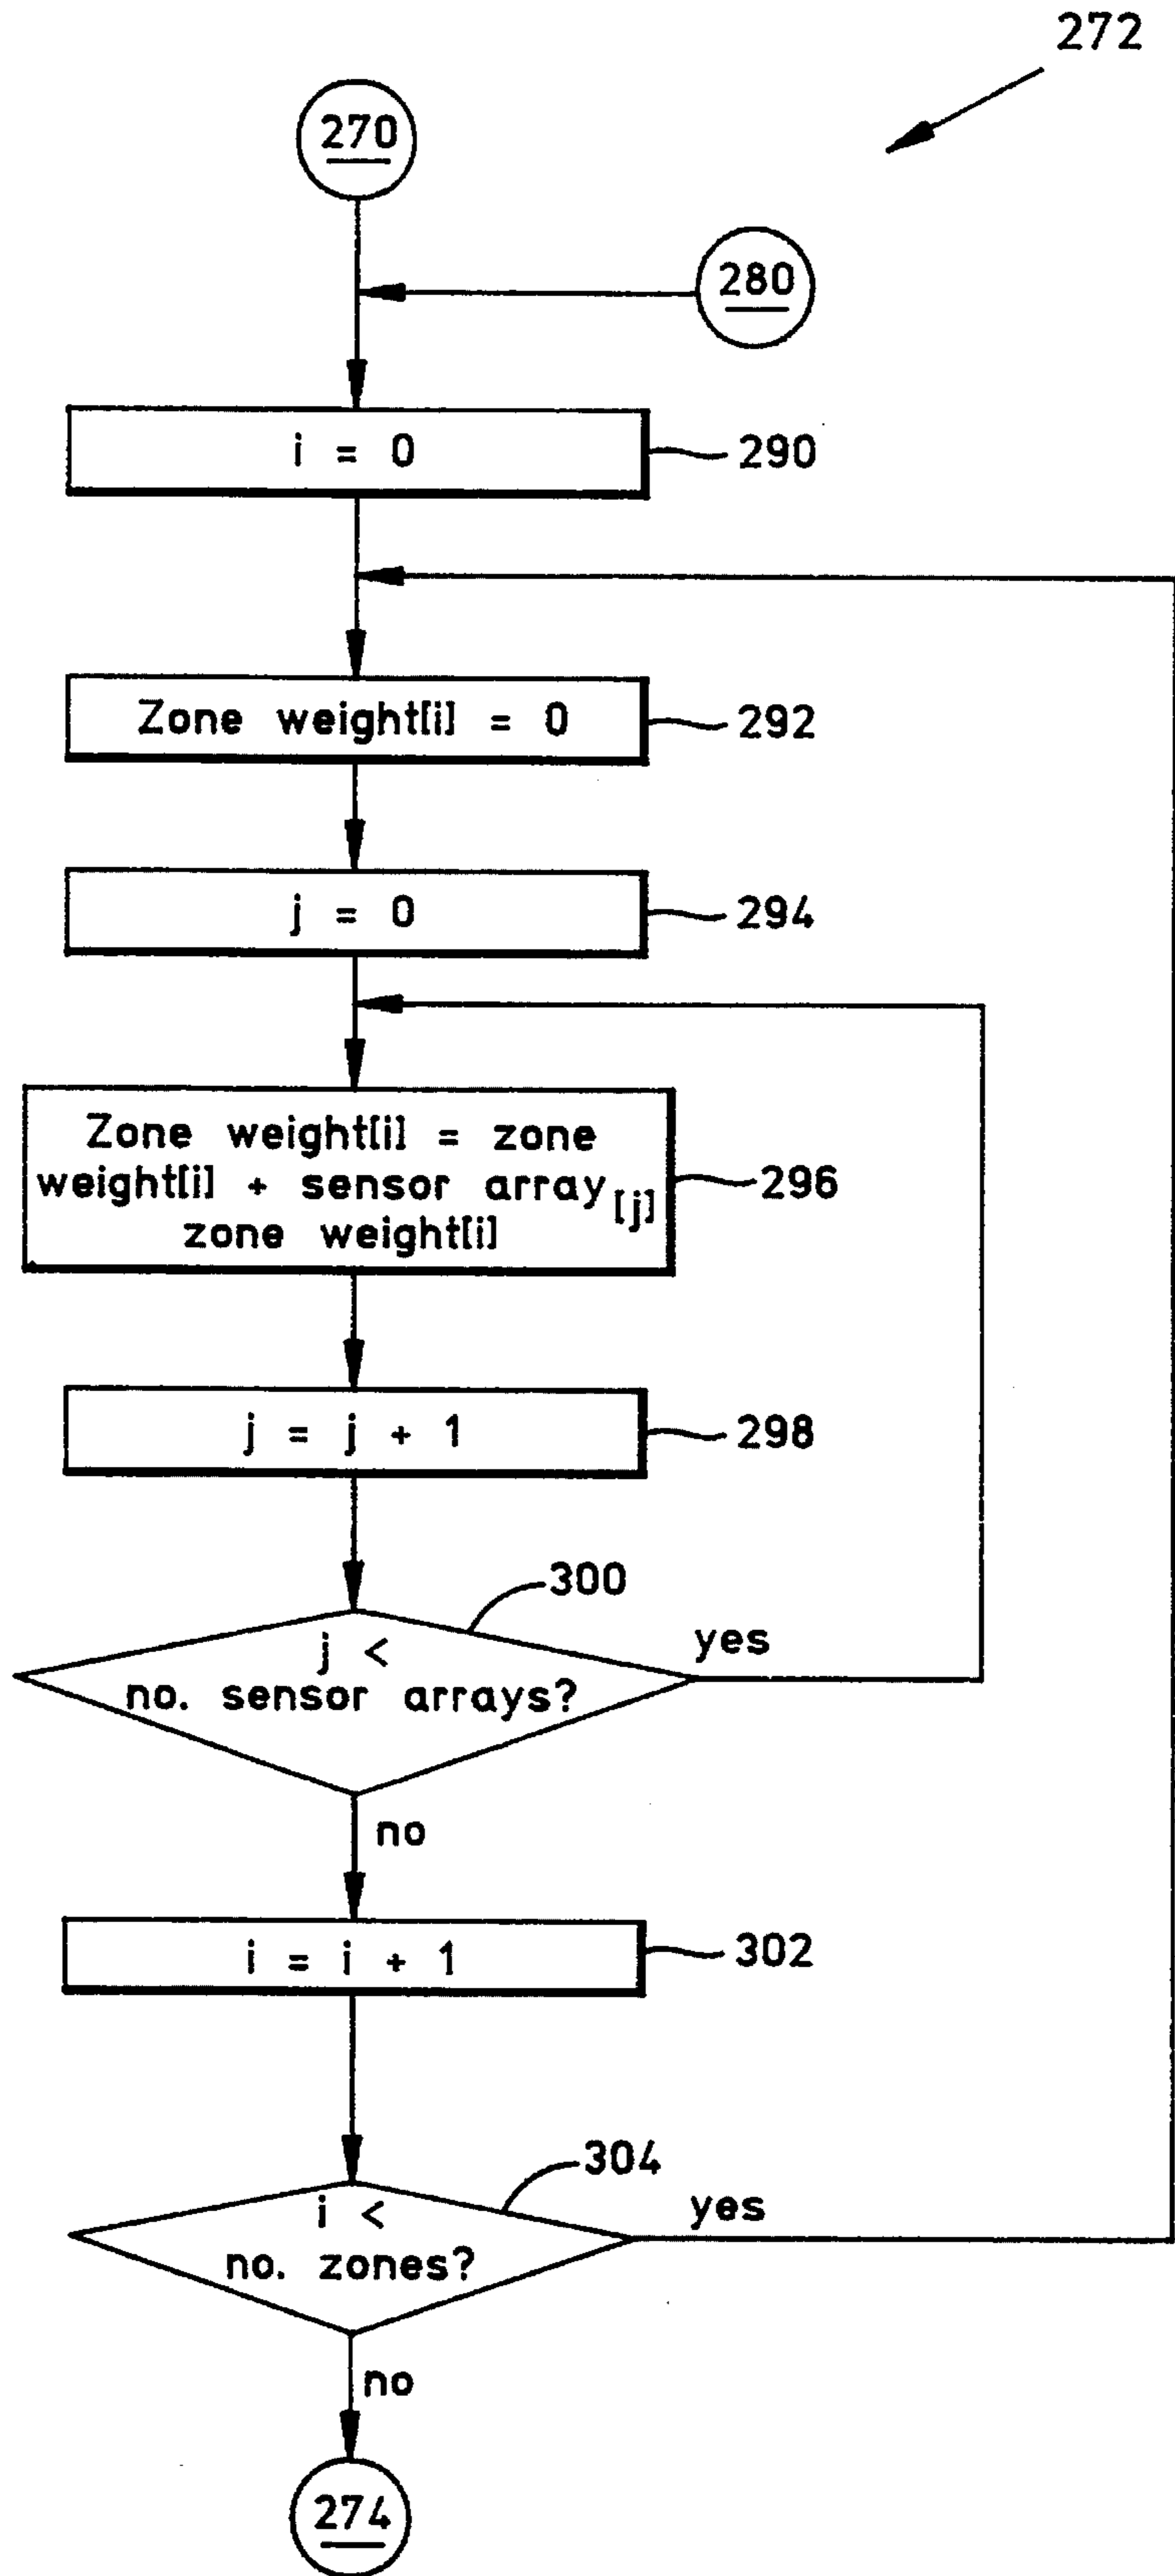 272
270
280
i = 0
290
Zone weight[i] = 0
292
j = 0
294
Zone weight[i] = zone
weight[i] + sensor array[j]
zone weight[i]
296
j = j + 1
298
300
j <
no. sensor arrays?
yes
no
i = i + 1
302
304
i <
no. zones?
yes
no
274